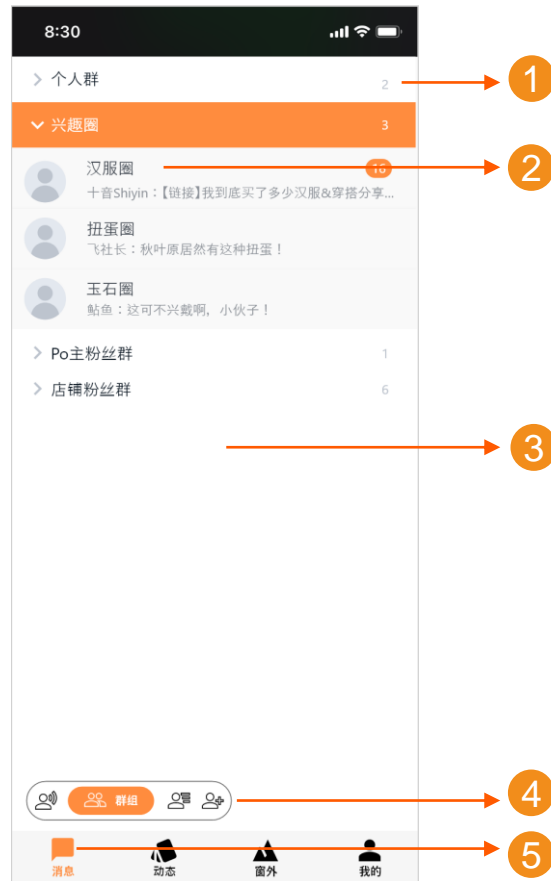 8:30
个人群 2 1
兴趣圈 3
汉服圈 16 2
十音Shiyin：【链接】我到底买了多少汉服&穿搭分享...
扭蛋圈
飞社长：秋叶原居然有这种扭蛋！
玉石圈
鲇鱼：这可不兴戴啊，小伙子！
Po主粉丝群 1
店铺粉丝群 6
3
群组 4
消息 动态 窗外 我的 5